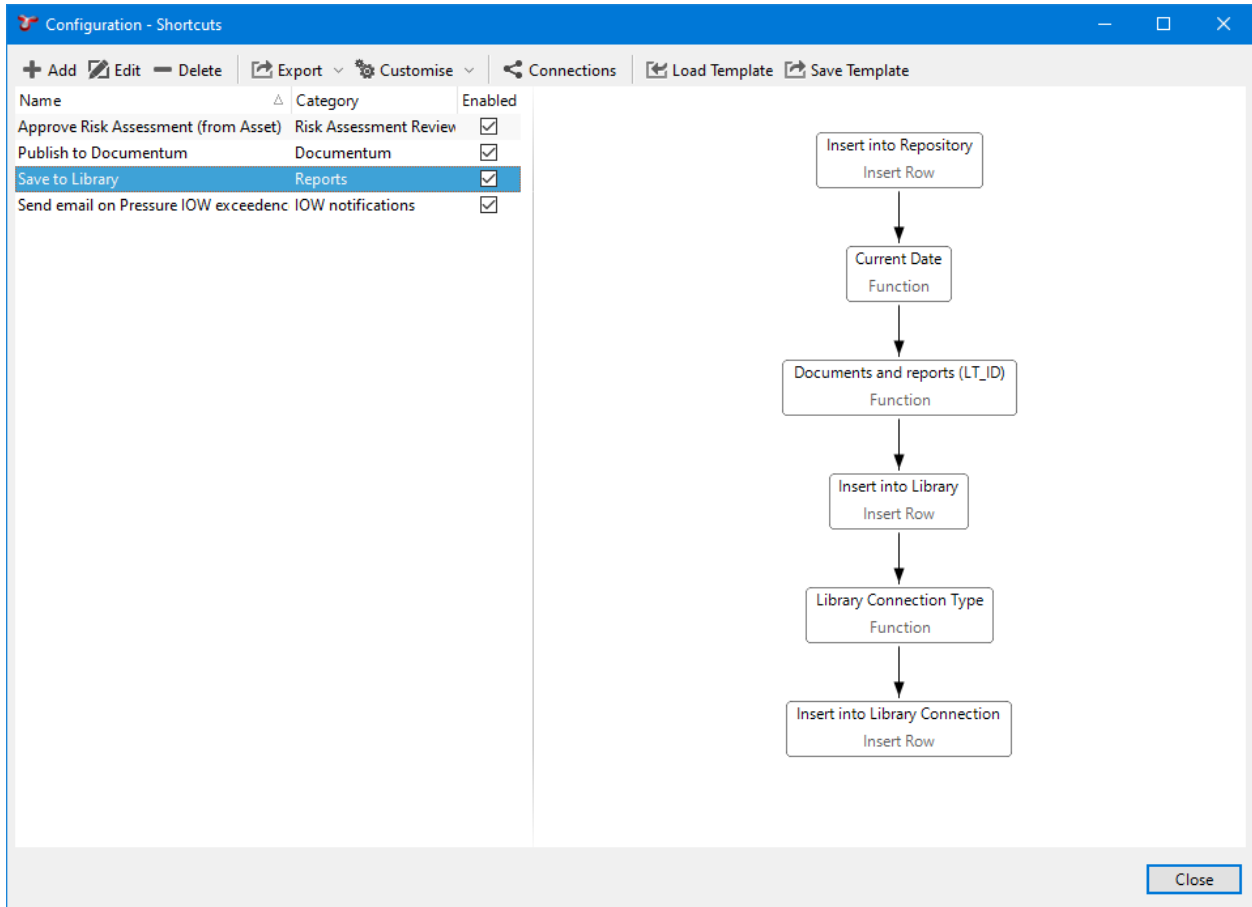 Configuration - Shortcuts
Add Edit Delete Export Customise Connections Load Template Save Template
Name Category Enabled
Approve Risk Assessment (from Asset) Risk Assessment Review
Publish to Documentum Documentum
Save to Library Reports
Send email on Pressure IOW exceedenc IOW notifications
Insert into Repository
Insert Row
Current Date
Function
Documents and reports (LT_ID)
Function
Insert into Library
Insert Row
Library Connection Type
Function
Insert into Library Connection
Insert Row
Close